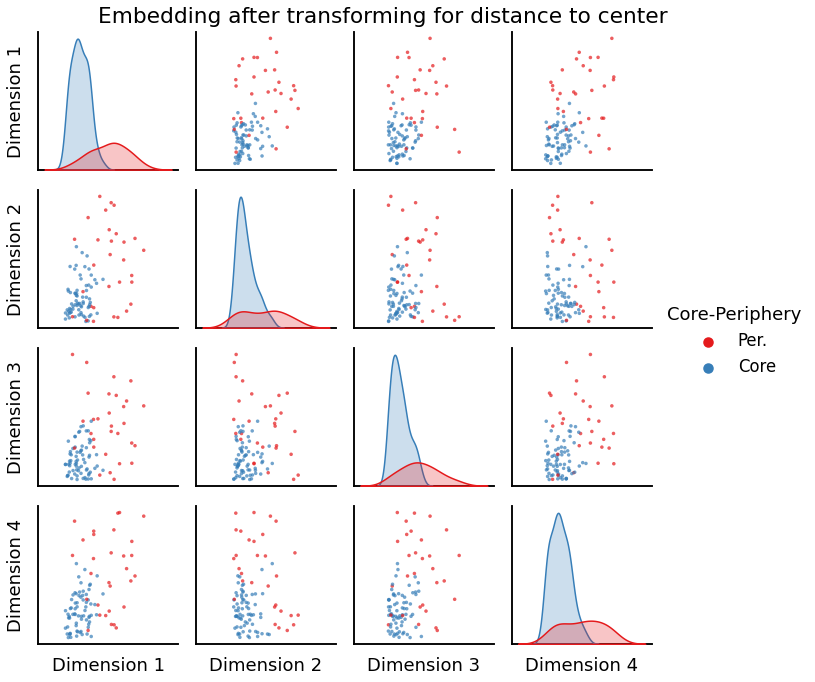 Embedding after transforming for distance to center
Dimension 1
Dimension 2
Dimension 3
Dimension 4
Core-Periphery
Per.
Core
Dimension 1
Dimension 2
Dimension 3
Dimension 4